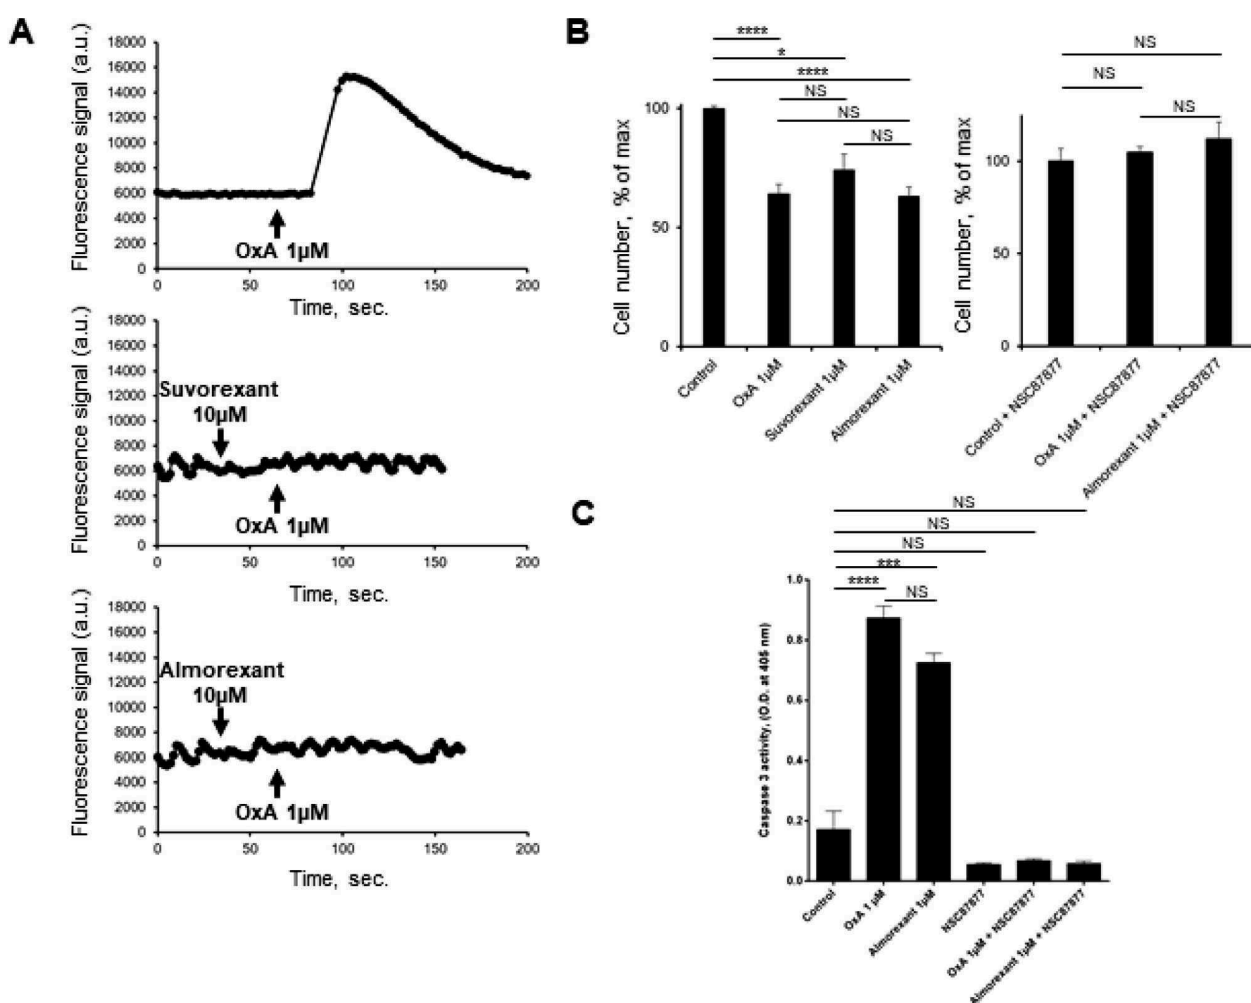 A
Fluorescence signal (a.u.)
18000
16000
14000
12000
10000
8000
6000
4000
2000
0
OxA 1µM
0 50 100 150 200
Time, sec.
Fluorescence signal (a.u.)
18000
16000
14000
12000
10000
8000
6000
4000
2000
0
Suvorexant
10µM
OxA 1µM
0 50 100 150 200
Time, sec.
Fluorescence signal (a.u.)
18000
16000
14000
12000
10000
8000
6000
4000
2000
0
Almorexant
10µM
OxA 1µM
0 50 100 150 200
Time, sec.
B
****
*
****
NS
NS
NS
Cell number, % of max
100
50
0
Control
OxA 1µM
Suvorexant 1µM
Almorexant 1µM
NS
NS
NS
Cell number, % of max
100
50
0
Control + NSC87877
OxA 1µM + NSC87877
Almorexant 1µM + NSC87877
C
NS
NS
NS
***
****
NS
Caspase 3 activity, (O.D. at 405 nm)
1.0
0.8
0.6
0.4
0.2
0.0
Control
OxA 1 µM
Almorexant 1µM
NSC87877
OxA 1µM + NSC87877
Almorexant 1µM + NSC87877